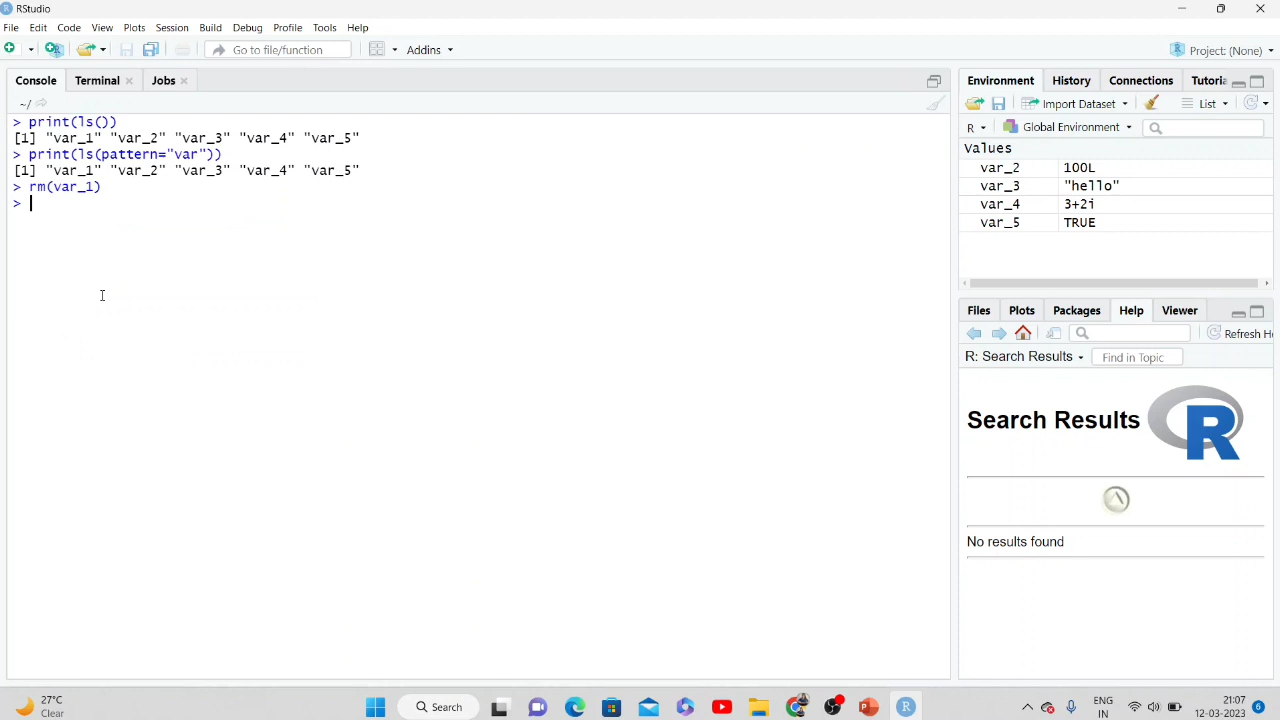 RStudio
File Edit Code View Plots Session Build Debug Profile Tools Help
Go to file/function Addins Project: (None)
Console Terminal Jobs
~/
> print(ls())
[1] "var_1" "var_2" "var_3" "var_4" "var_5"
> print(ls(pattern="var"))
[1] "var_1" "var_2" "var_3" "var_4" "var_5"
> rm(var_1)
>
Environment History Connections Tutoria
Import Dataset List
R Global Environment
Values
var_2 100L
var_3 "hello"
var_4 3+2i
var_5 TRUE
Files Plots Packages Help Viewer
Refresh He
R: Search Results Find in Topic
Search Results R
No results found
27°C
Clear
Search
ENG
IN
21:07
12-03-2023
6